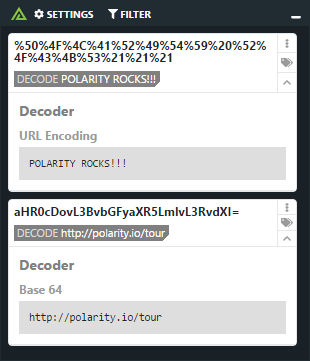 SETTINGS FILTER
%50%4F%4C%41%52%49%54%59%20%52%
4F%43%4B%53%21%21%21
DECODE POLARITY ROCKS!!!
Decoder
URL Encoding
POLARITY ROCKS!!!
aHR0cDovL3BvbGFyaXR5LmlvL3RvdXI=
DECODE http://polarity.io/tour
Decoder
Base 64
http://polarity.io/tour